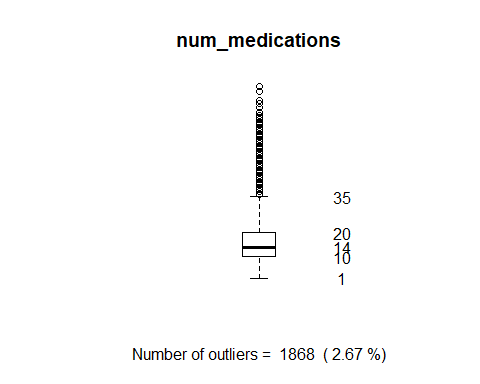 num_medications
35
20
14
10
1
Number of outliers = 1868 ( 2.67 %)